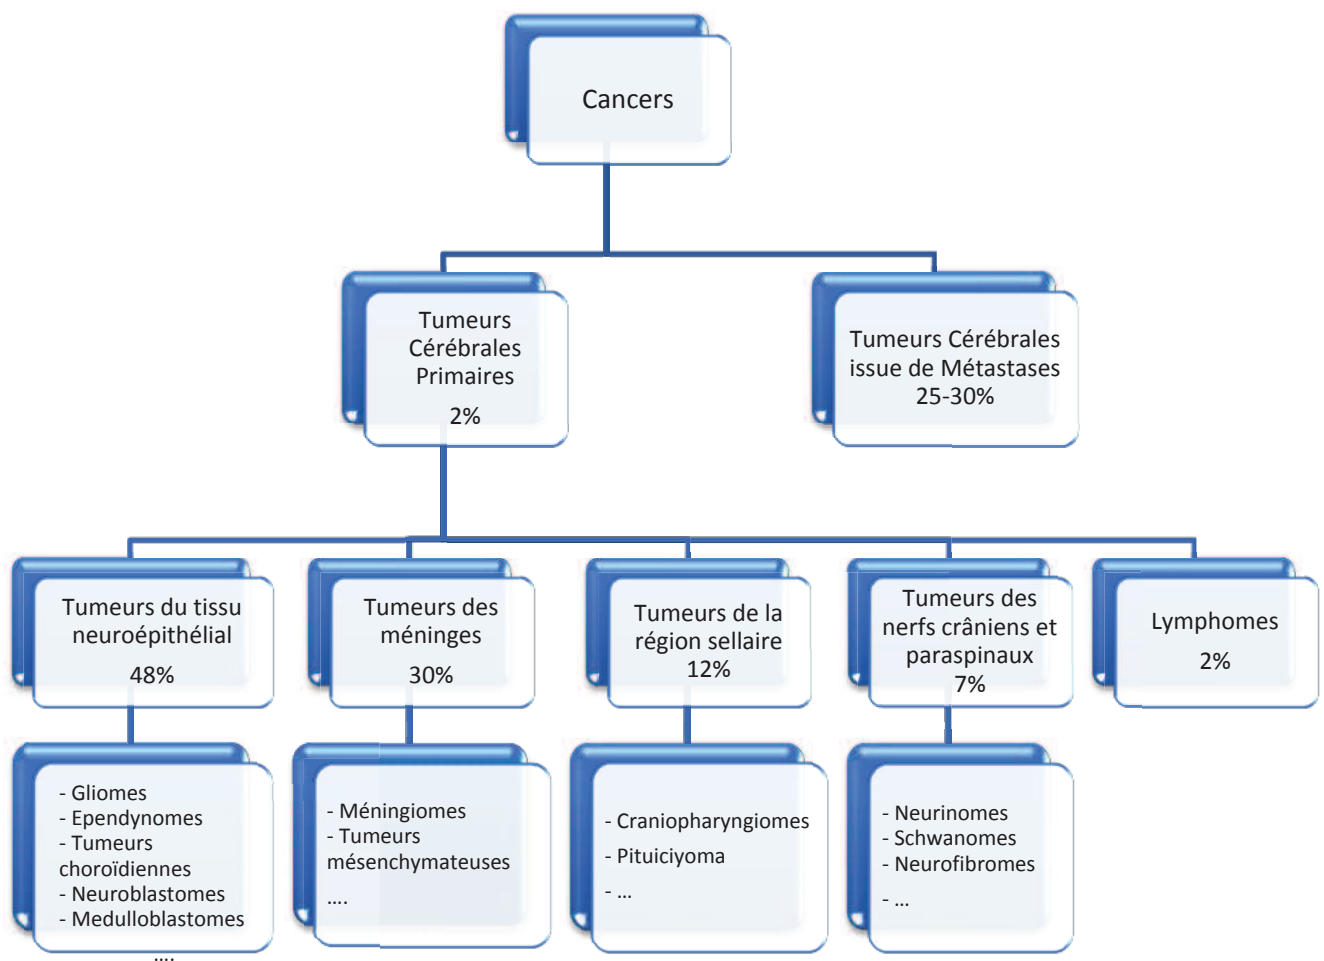 Cancers
Tumeurs
Cérébrales
Primaires
2%
Tumeurs Cérébrales
issue de Métastases
25-30%
Tumeurs du tissu
neuroépithélial
48%
Tumeurs des
méninges
30%
Tumeurs de la
région sellaire
12%
Tumeurs des
nerfs crâniens et
paraspinaux
7%
Lymphomes
2%
- Gliomes
- Ependynomes
- Tumeurs
choroïdiennes
- Neuroblastomes
- Medulloblastomes
....
- Méningiomes
- Tumeurs
mésenchymateuses
....
- Craniopharyngiomes
- Pituiciyoma
- ...
- Neurinomes
- Schwanomes
- Neurofibromes
- ...